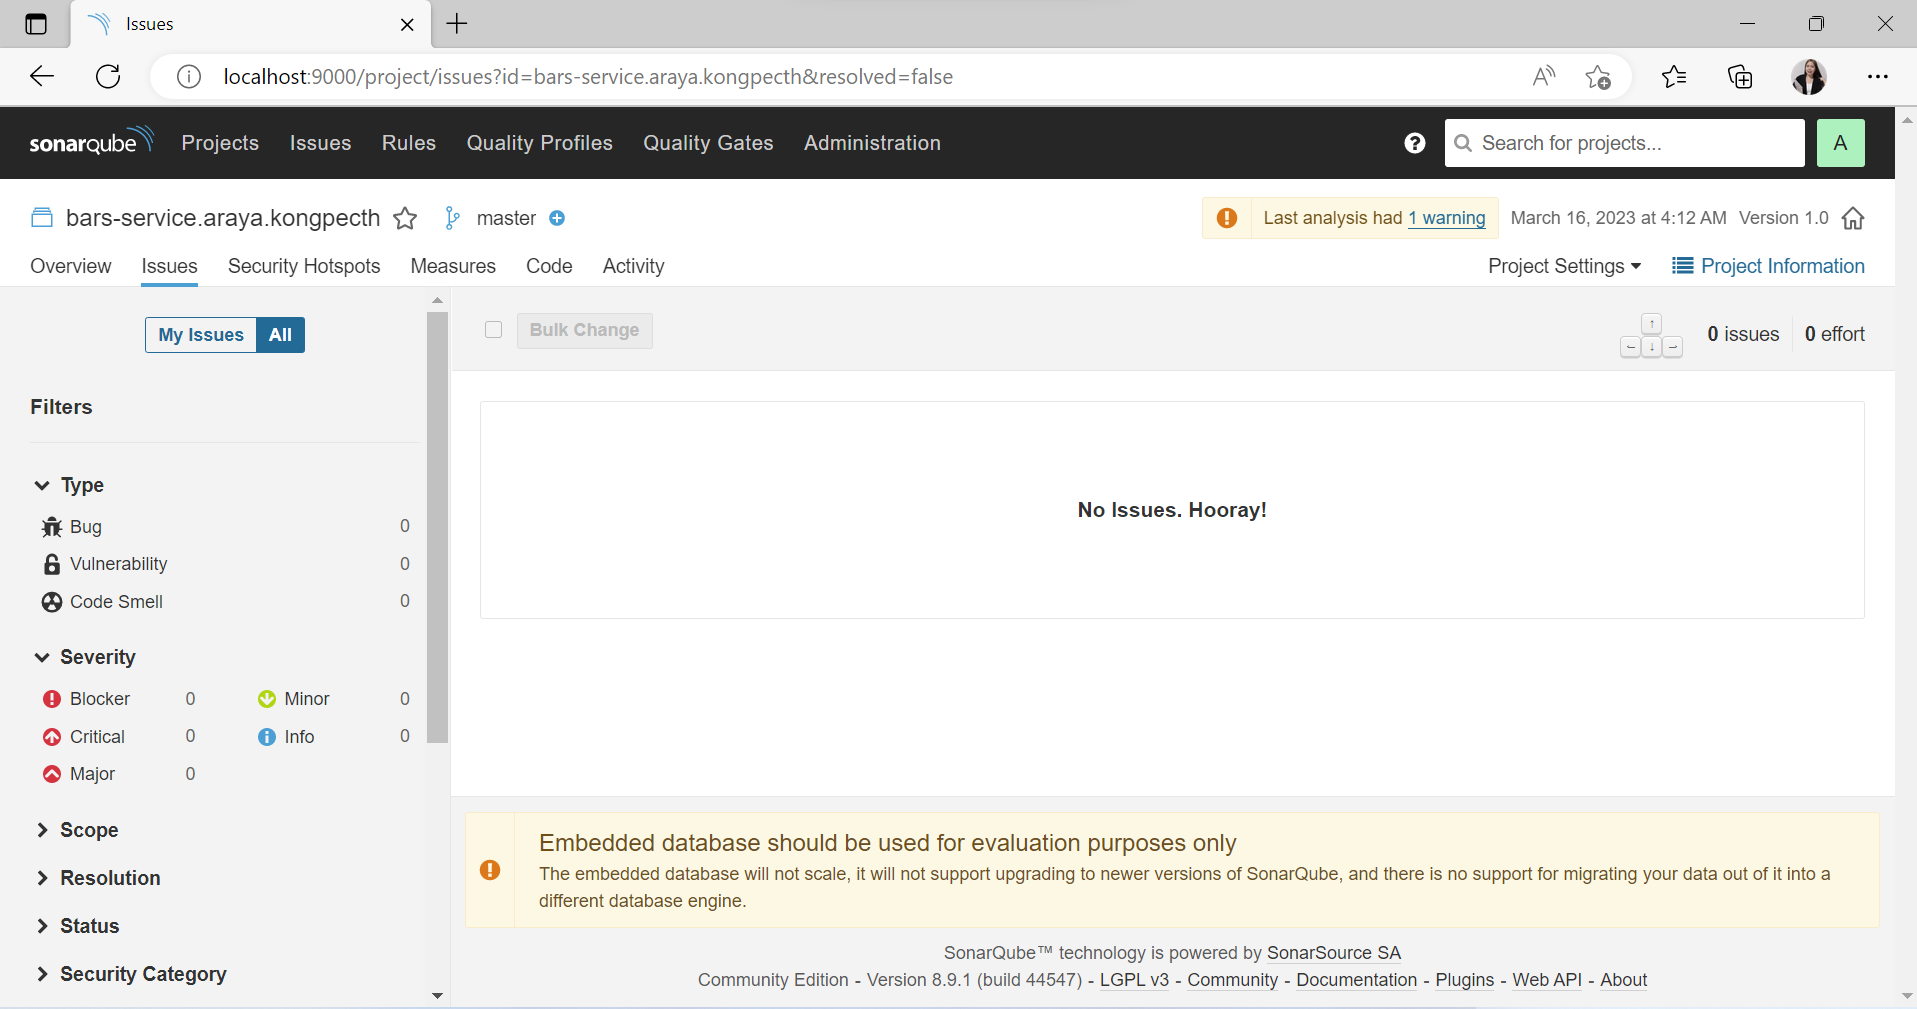 Issues
localhost:9000/project/issues?id=bars-service.araya.kongpecth&resolved=false
sonarqube Projects Issues Rules Quality Profiles Quality Gates Administration ? Search for projects... A
bars-service.araya.kongpecth master Last analysis had 1 warning March 16, 2023 at 4:12 AM Version 1.0
Overview Issues Security Hotspots Measures Code Activity Project Settings Project Information
My Issues All
Bulk Change
0 issues 0 effort
Filters
Type
Bug 0
Vulnerability 0
Code Smell 0
Severity
Blocker 0 Minor 0
Critical 0 Info 0
Major 0
Scope
Resolution
Status
Security Category
No Issues. Hooray!
Embedded database should be used for evaluation purposes only
The embedded database will not scale, it will not support upgrading to newer versions of SonarQube, and there is no support for migrating your data out of it into a
different database engine.
SonarQube™ technology is powered by SonarSource SA
Community Edition - Version 8.9.1 (build 44547) - LGPL v3 - Community - Documentation - Plugins - Web API - About